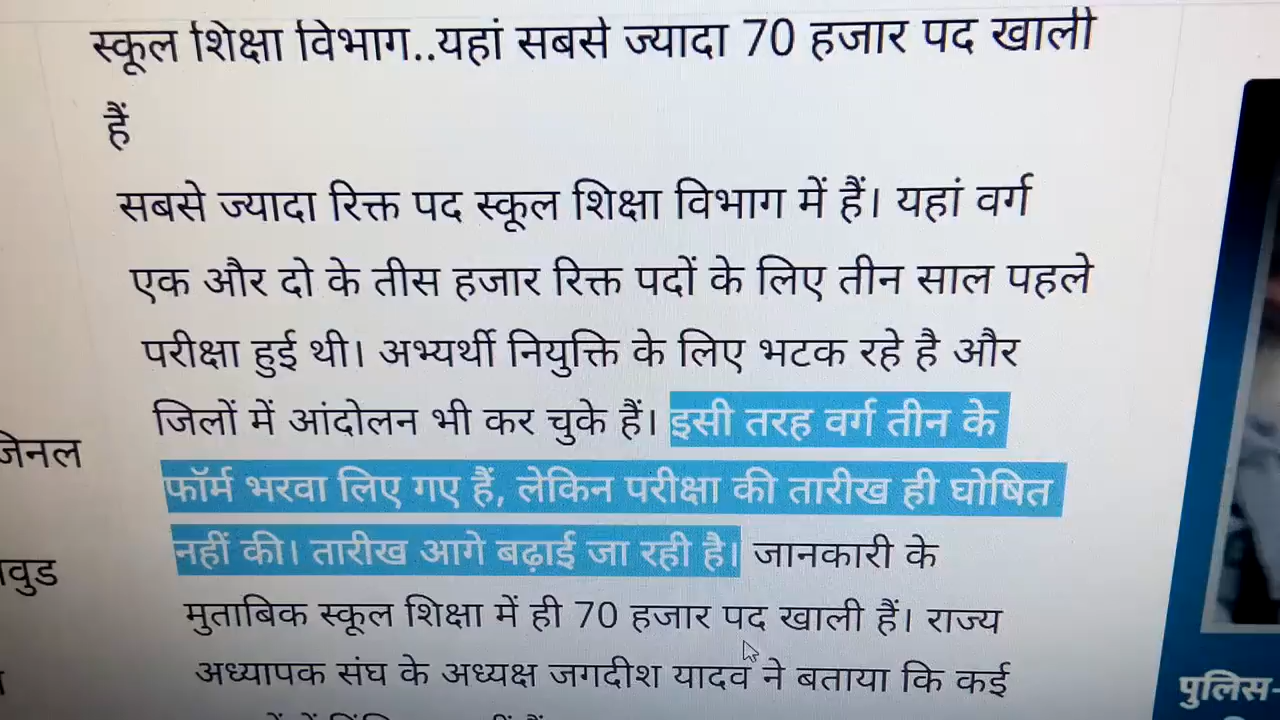 स्कूल शिक्षा विभाग..यहां सबसे ज्यादा 70 हजार पद खाली
हैं
सबसे ज्यादा रिक्त पद स्कूल शिक्षा विभाग में हैं। यहां वर्ग
एक और दो के तीस हजार रिक्त पदों के लिए तीन साल पहले
परीक्षा हुई थी। अभ्यर्थी नियुक्ति के लिए भटक रहे है और
जिलों में आंदोलन भी कर चुके हैं। इसी तरह वर्ग तीन के
फॉर्म भरवा लिए गए हैं, लेकिन परीक्षा की तारीख ही घोषित
नहीं की। तारीख आगे बढ़ाई जा रही है। जानकारी के
मुताबिक स्कूल शिक्षा में ही 70 हजार पद खाली हैं। राज्य
अध्यापक संघ के अध्यक्ष जगदीश यादव ने बताया कि कई
पुलिस-